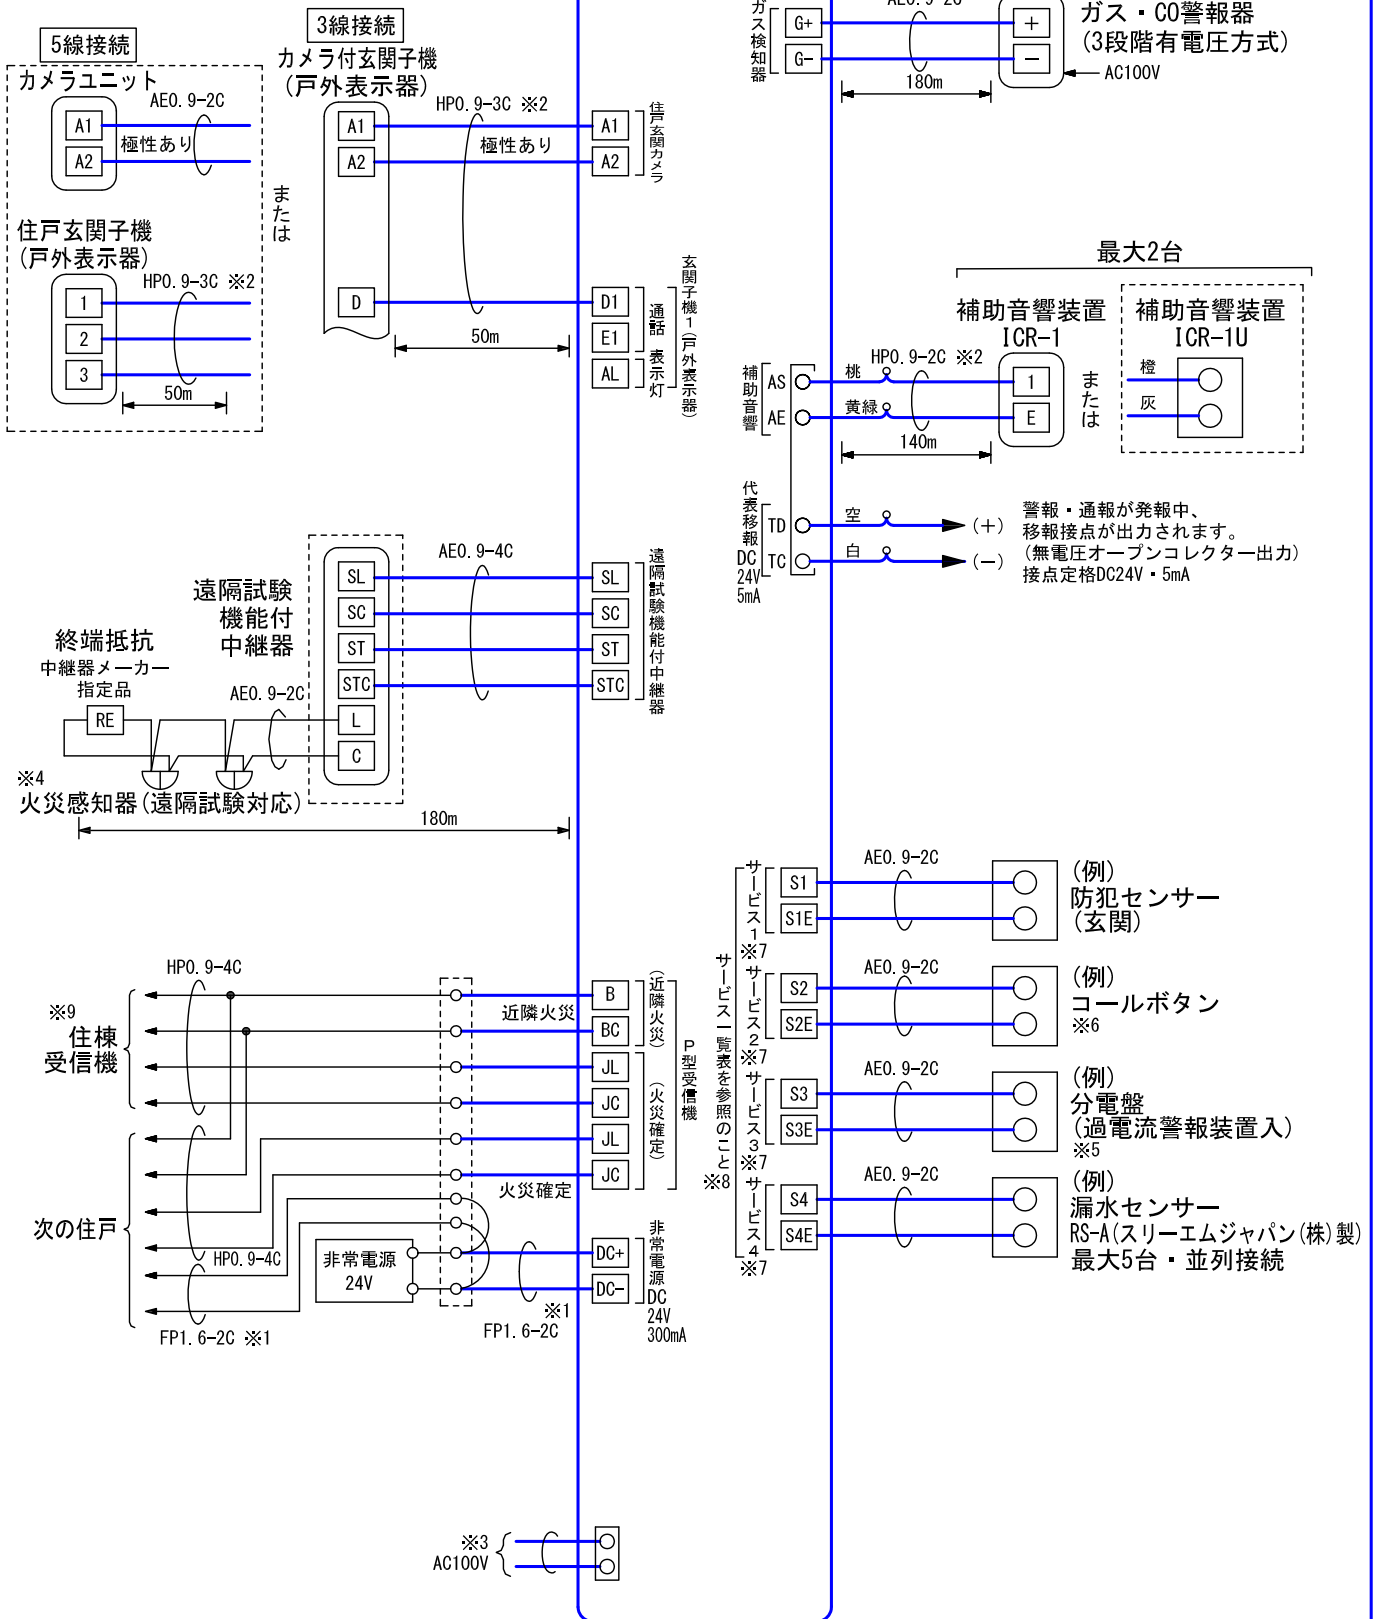 5線接続
カメラユニット
AE0.9-2C
A1
極性あり
A2
住戸玄関子機
(戸外表示器)
HP0.9-3C ※2
1
2
3
50m
または
3線接続
カメラ付玄関子機
(戸外表示器)
HP0.9-3C ※2
A1
極性あり
A2
D
50m
A1
A2
住戸玄関カメラ
D1
E1
AL
通話
表示灯
玄関子機1(戸外表示器)
遠隔試験
機能付
中継器
AE0.9-4C
SL
SC
ST
STC
L
C
SL
SC
ST
STC
遠隔試験機能付中継器
終端抵抗
中継器メーカー
指定品
RE
AE0.9-2C
※4
火災感知器(遠隔試験対応)
180m
HP0.9-4C
※9
住棟
受信機
次の住戸
HP0.9-4C
FP1.6-2C ※1
非常電源
24V
近隣火災
火災確定
※1
FP1.6-2C
B
BC
JL
JC
JL
JC
(近隣火災)
(火災確定)
P型受信機
DC+
DC-
非常電源
DC
24V
300mA
※3
AC100V
ガス検知器
G+
G-
AE0.9-2C
180m
+
-
ガス・CO警報器
(3段階有電圧方式)
AC100V
最大2台
補助音響装置
ICR-1
補助音響装置
ICR-1U
補助音響
AS
AE
桃
黄緑
HP0.9-2C ※2
140m
1
E
または
橙
灰
代表移報
DC
24V
5mA
TD
TC
空
白
(+)
(-)
警報・通報が発報中、
移報接点が出力されます。
(無電圧オープンコレクター出力)
接点定格DC24V・5mA
サービス一覧表を参照のこと
※8
サービス1
※7
S1
S1E
AE0.9-2C
(例)
防犯センサー
(玄関)
サービス2
※7
S2
S2E
AE0.9-2C
(例)
コールボタン
※6
サービス3
※7
S3
S3E
AE0.9-2C
(例)
分電盤
(過電流警報装置入)
※5
サービス4
※7
S4
S4E
AE0.9-2C
(例)
漏水センサー
RS-A(スリーエムジャパン(株)製)
最大5台・並列接続